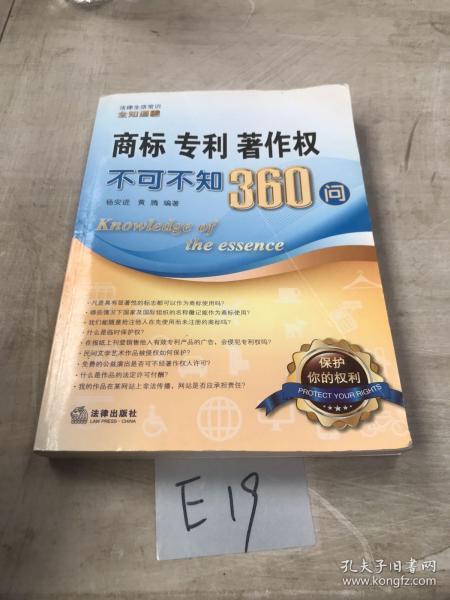 法律生活常识
全知道
商标 专利 著作权
不可不知360问
杨安进 黄腾 编著
Knowledge of
the essence
·凡是具有显著性的标志都可以作为商标使用吗?
·哪些情况下国家及国际组织的名称徽记能作为商标使用?
·我们能随意抢注他人在先使用而未注册的商标吗?
·什么是临时保护权?
·在报纸上刊登销售他人有效专利产品的广告,会侵犯专利权吗?
·民间文学艺术作品被侵权如何保护?
·免费的公益演出是否可不经著作权人许可?
·什么是作品的法定许可付酬?
·我的作品在某网站上非法传播,网站是否应承担责任?
保护
你的权利
PROTECT YOUR RIGHTS
法律出版社
LAW PRESS·CHINA
E19
孔夫子旧书网
www.kongfz.com